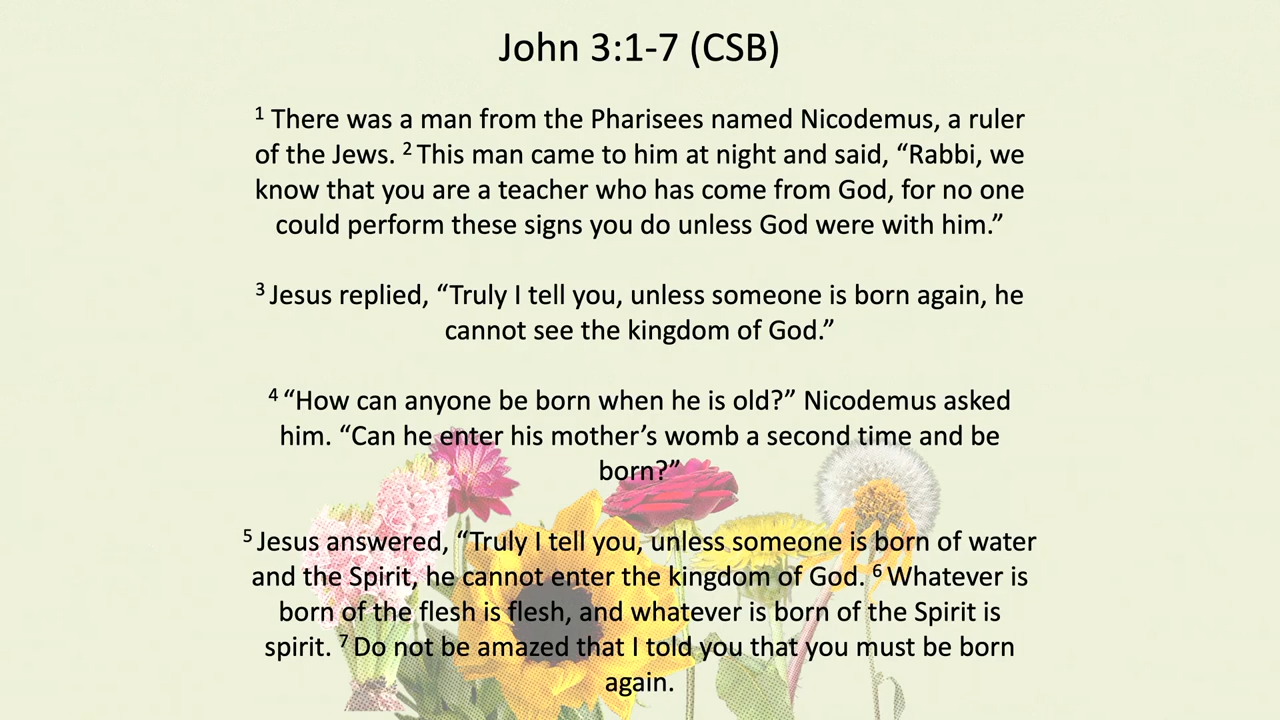 John 3:1-7 (CSB)
1 There was a man from the Pharisees named Nicodemus, a ruler
of the Jews. 2 This man came to him at night and said, “Rabbi, we
know that you are a teacher who has come from God, for no one
could perform these signs you do unless God were with him.”
3 Jesus replied, “Truly I tell you, unless someone is born again, he
cannot see the kingdom of God.”
4 “How can anyone be born when he is old?” Nicodemus asked
him. “Can he enter his mother’s womb a second time and be
born?”
5 Jesus answered, “Truly I tell you, unless someone is born of water
and the Spirit, he cannot enter the kingdom of God. 6 Whatever is
born of the flesh is flesh, and whatever is born of the Spirit is
spirit. 7 Do not be amazed that I told you that you must be born
again.